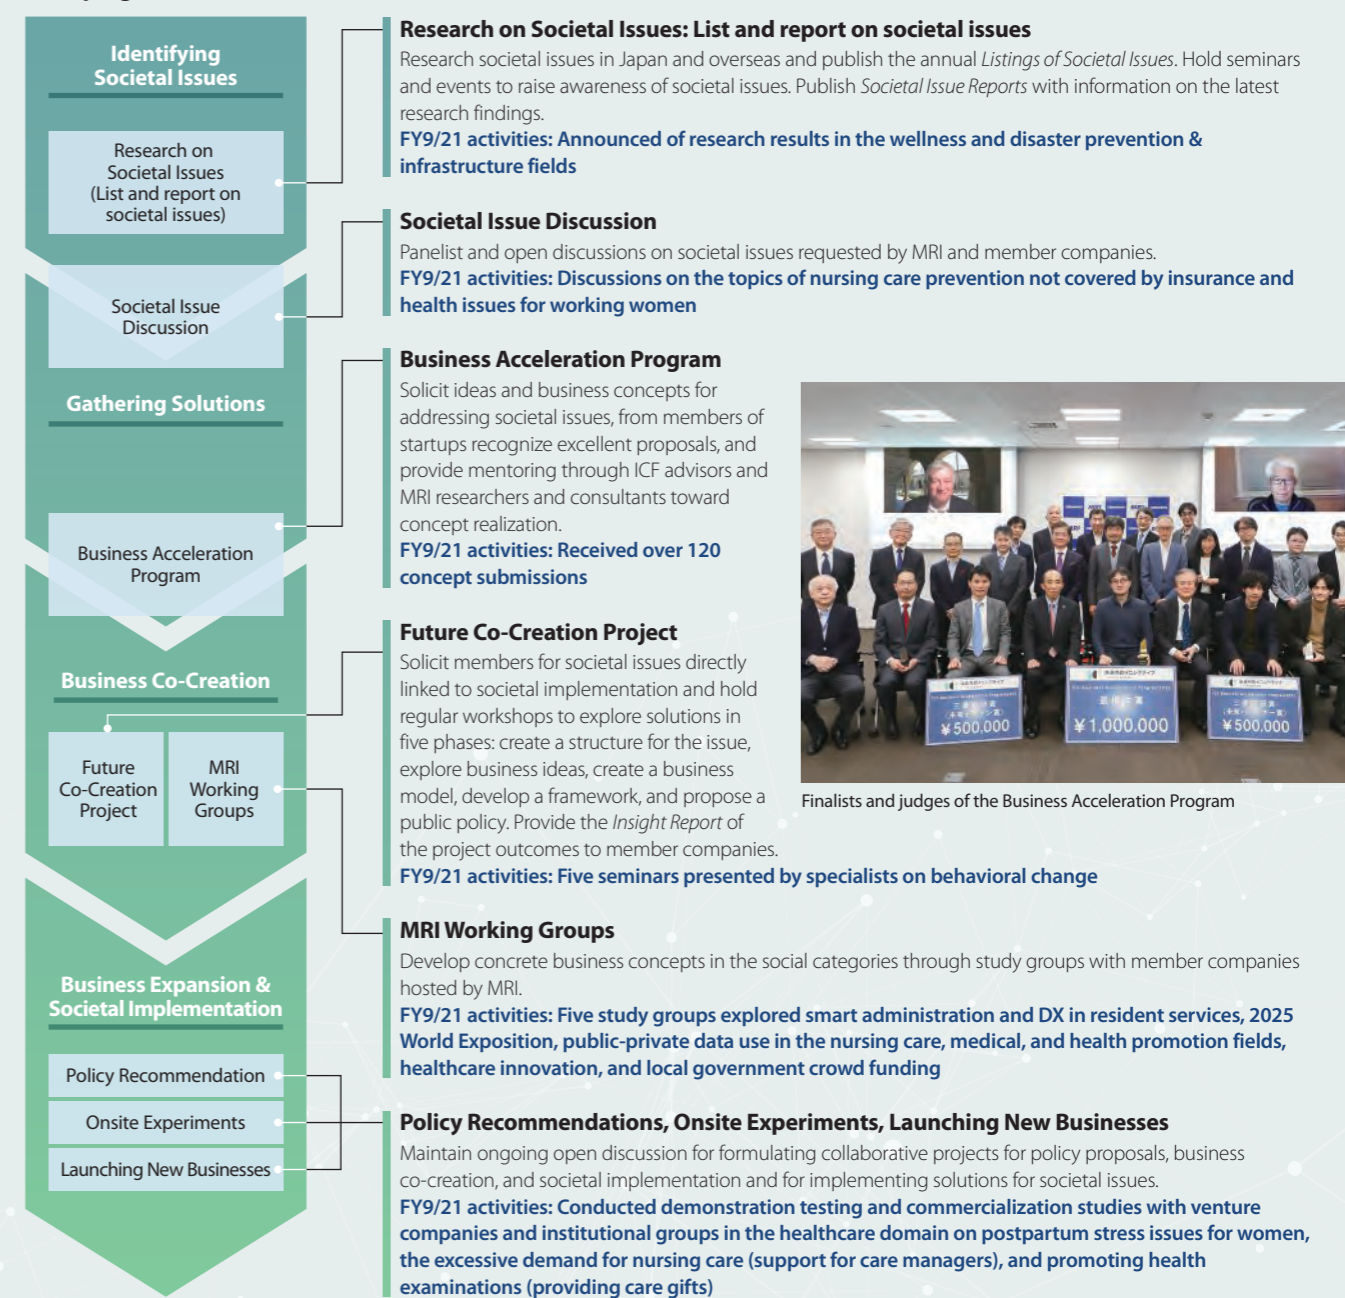 Identifying
Societal Issues
Research on
Societal Issues
(List and report on
societal issues)
Societal Issue
Discussion
Gathering Solutions
Business Acceleration
Program
Business Co-Creation
Future
Co-Creation
Project
MRI
Working
Groups
Business Expansion &
Societal Implementation
Policy Recommendation
Onsite Experiments
Launching New Businesses
Research on Societal Issues: List and report on societal issues
Research societal issues in Japan and overseas and publish the annual Listings of Societal Issues. Hold seminars
and events to raise awareness of societal issues. Publish Societal Issue Reports with information on the latest
research findings.
FY9/21 activities: Announced of research results in the wellness and disaster prevention &
infrastructure fields
Societal Issue Discussion
Panelist and open discussions on societal issues requested by MRI and member companies.
FY9/21 activities: Discussions on the topics of nursing care prevention not covered by insurance and
health issues for working women
Business Acceleration Program
Solicit ideas and business concepts for
addressing societal issues, from members of
startups recognize excellent proposals, and
provide mentoring through ICF advisors and
MRI researchers and consultants toward
concept realization.
FY9/21 activities: Received over 120
concept submissions
¥500,000
¥1,000,000
¥500,000
Finalists and judges of the Business Acceleration Program
Future Co-Creation Project
Solicit members for societal issues directly
linked to societal implementation and hold
regular workshops to explore solutions in
five phases: create a structure for the issue,
explore business ideas, create a business
model, develop a framework, and propose a
public policy. Provide the Insight Report of
the project outcomes to member companies.
FY9/21 activities: Five seminars presented by specialists on behavioral change
MRI Working Groups
Develop concrete business concepts in the social categories through study groups with member companies
hosted by MRI.
FY9/21 activities: Five study groups explored smart administration and DX in resident services, 2025
World Exposition, public-private data use in the nursing care, medical, and health promotion fields,
healthcare innovation, and local government crowd funding
Policy Recommendations, Onsite Experiments, Launching New Businesses
Maintain ongoing open discussion for formulating collaborative projects for policy proposals, business
co-creation, and societal implementation and for implementing solutions for societal issues.
FY9/21 activities: Conducted demonstration testing and commercialization studies with venture
companies and institutional groups in the healthcare domain on postpartum stress issues for women,
the excessive demand for nursing care (support for care managers), and promoting health
examinations (providing care gifts)